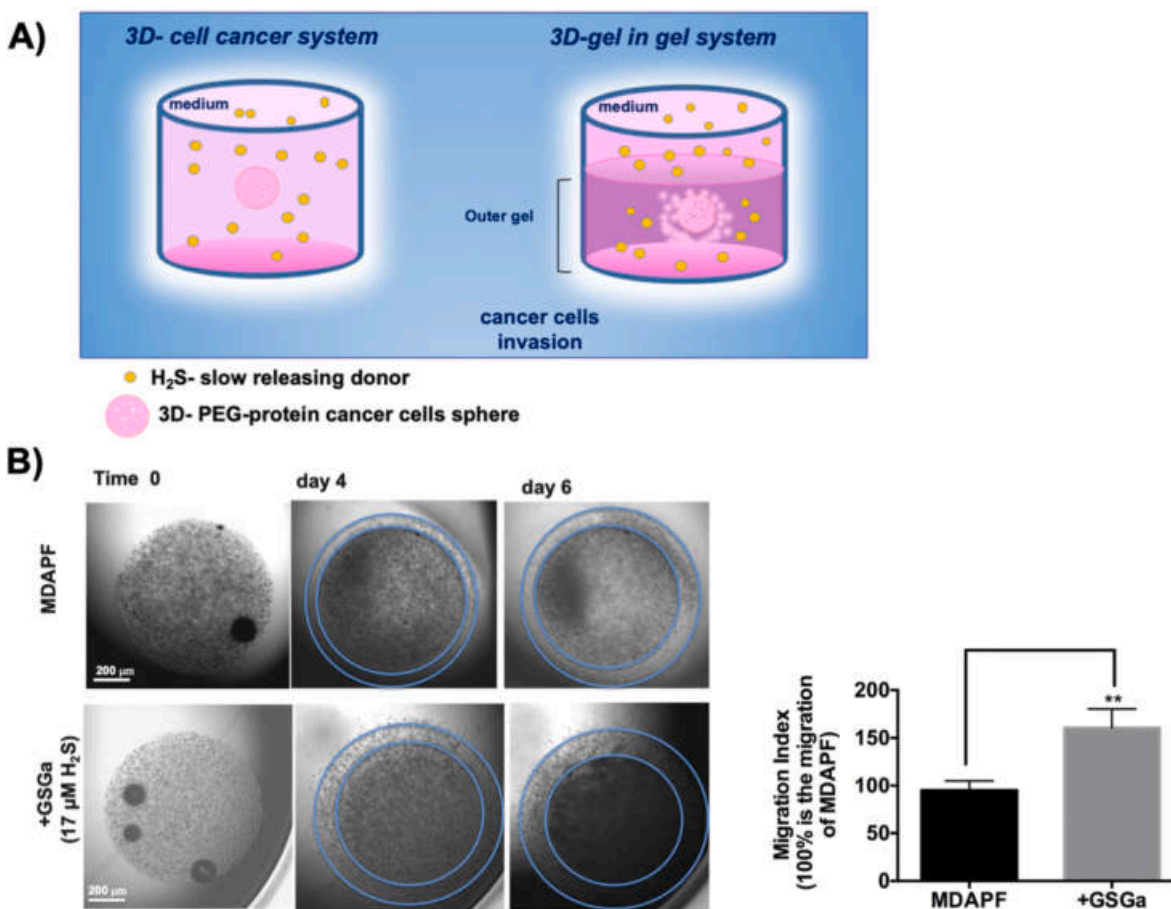 A)
3D- cell cancer system
3D-gel in gel system
medium
medium
Outer gel
cancer cells
invasion
H₂S- slow releasing donor
3D- PEG-protein cancer cells sphere
B)
Time 0
day 4
day 6
MDAPF
200 μm
+GSGa
(17 μM H₂S)
200 μm
Migration Index
(100% is the migration
of MDAPF)
200
150
100
50
0
**
MDAPF
+GSGa